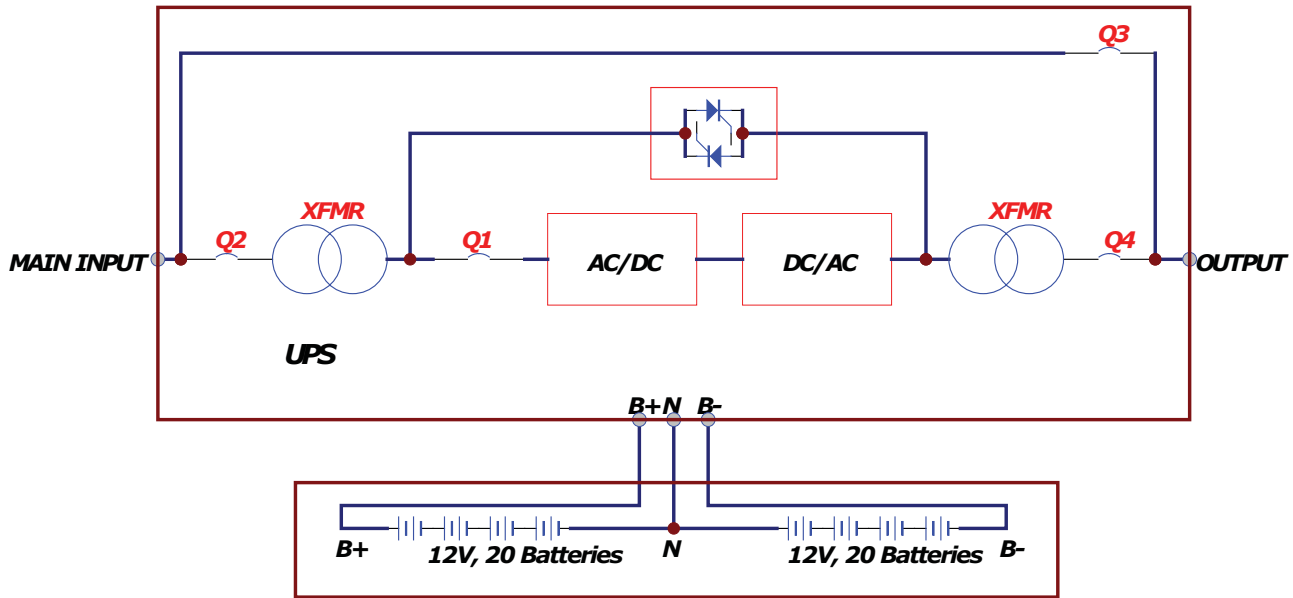 Q3
XFMR
XFMR
MAIN INPUT
Q2
Q1
AC/DC
DC/AC
Q4
OUTPUT
UPS
B+ N B-
B+
12V, 20 Batteries
N
12V, 20 Batteries
B-